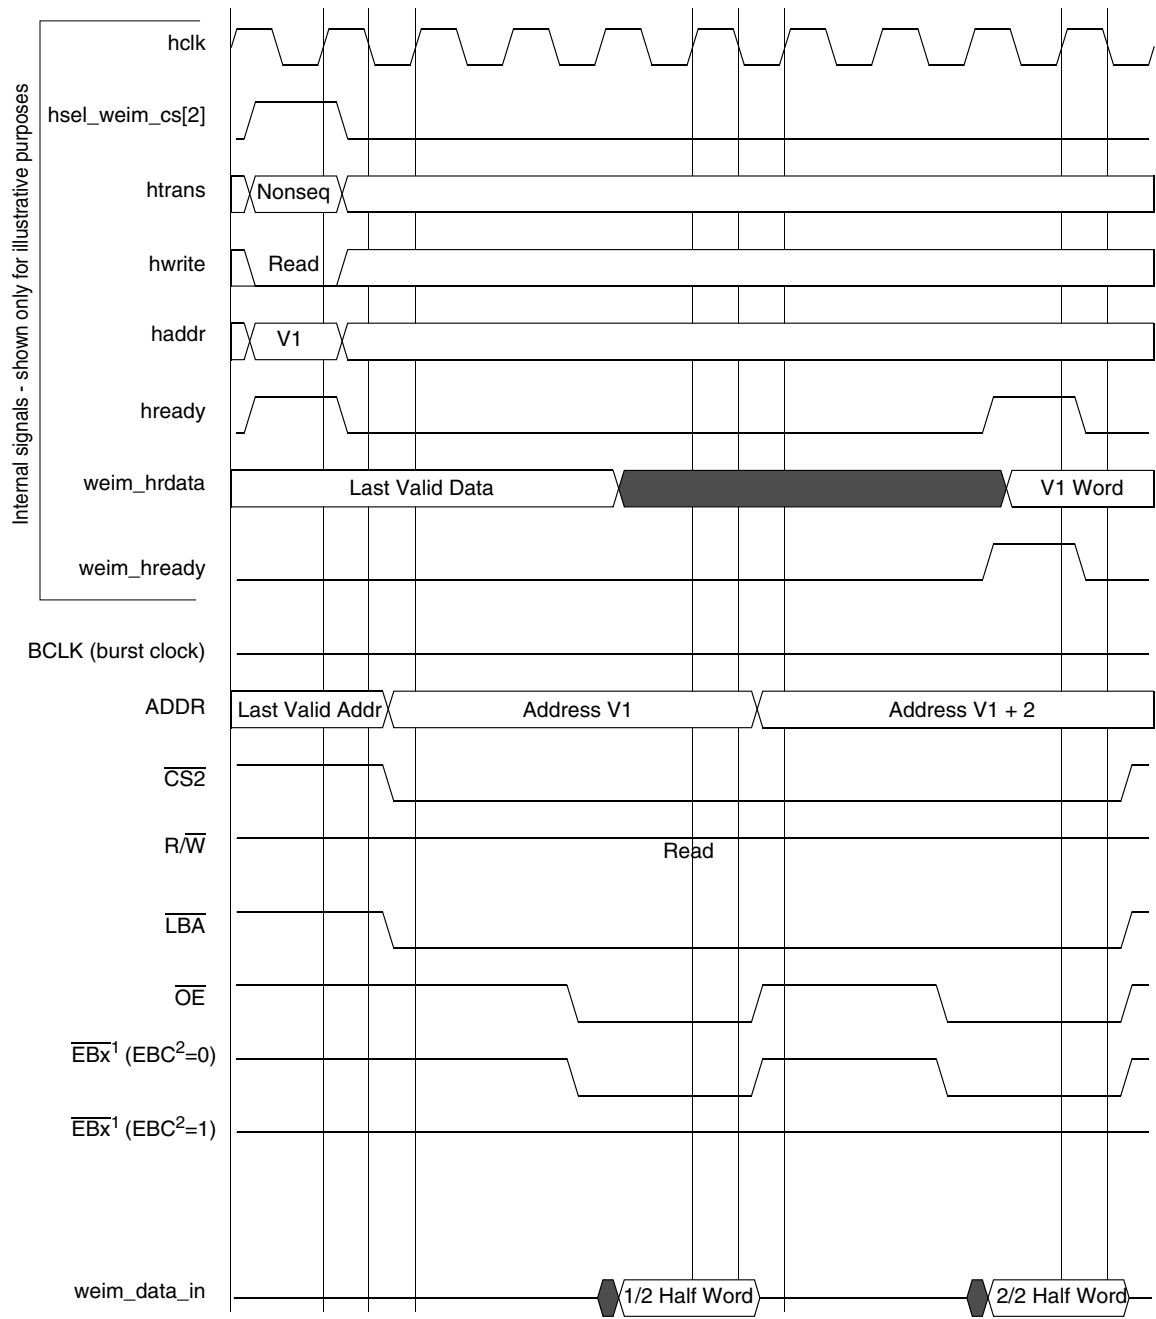 Internal signals - shown only for illustrative purposes
hclk
hsel_weim_cs[2]
htrans Nonseq
hwrite Read
haddr V1
hready
weim_hrdata Last Valid Data V1 Word
weim_hready
BCLK (burst clock)
ADDR Last Valid Addr Address V1 Address V1 + 2
CS2
R/W Read
LBA
OE
EBx1 (EBC2=0)
EBx1 (EBC2=1)
weim_data_in 1/2 Half Word 2/2 Half Word